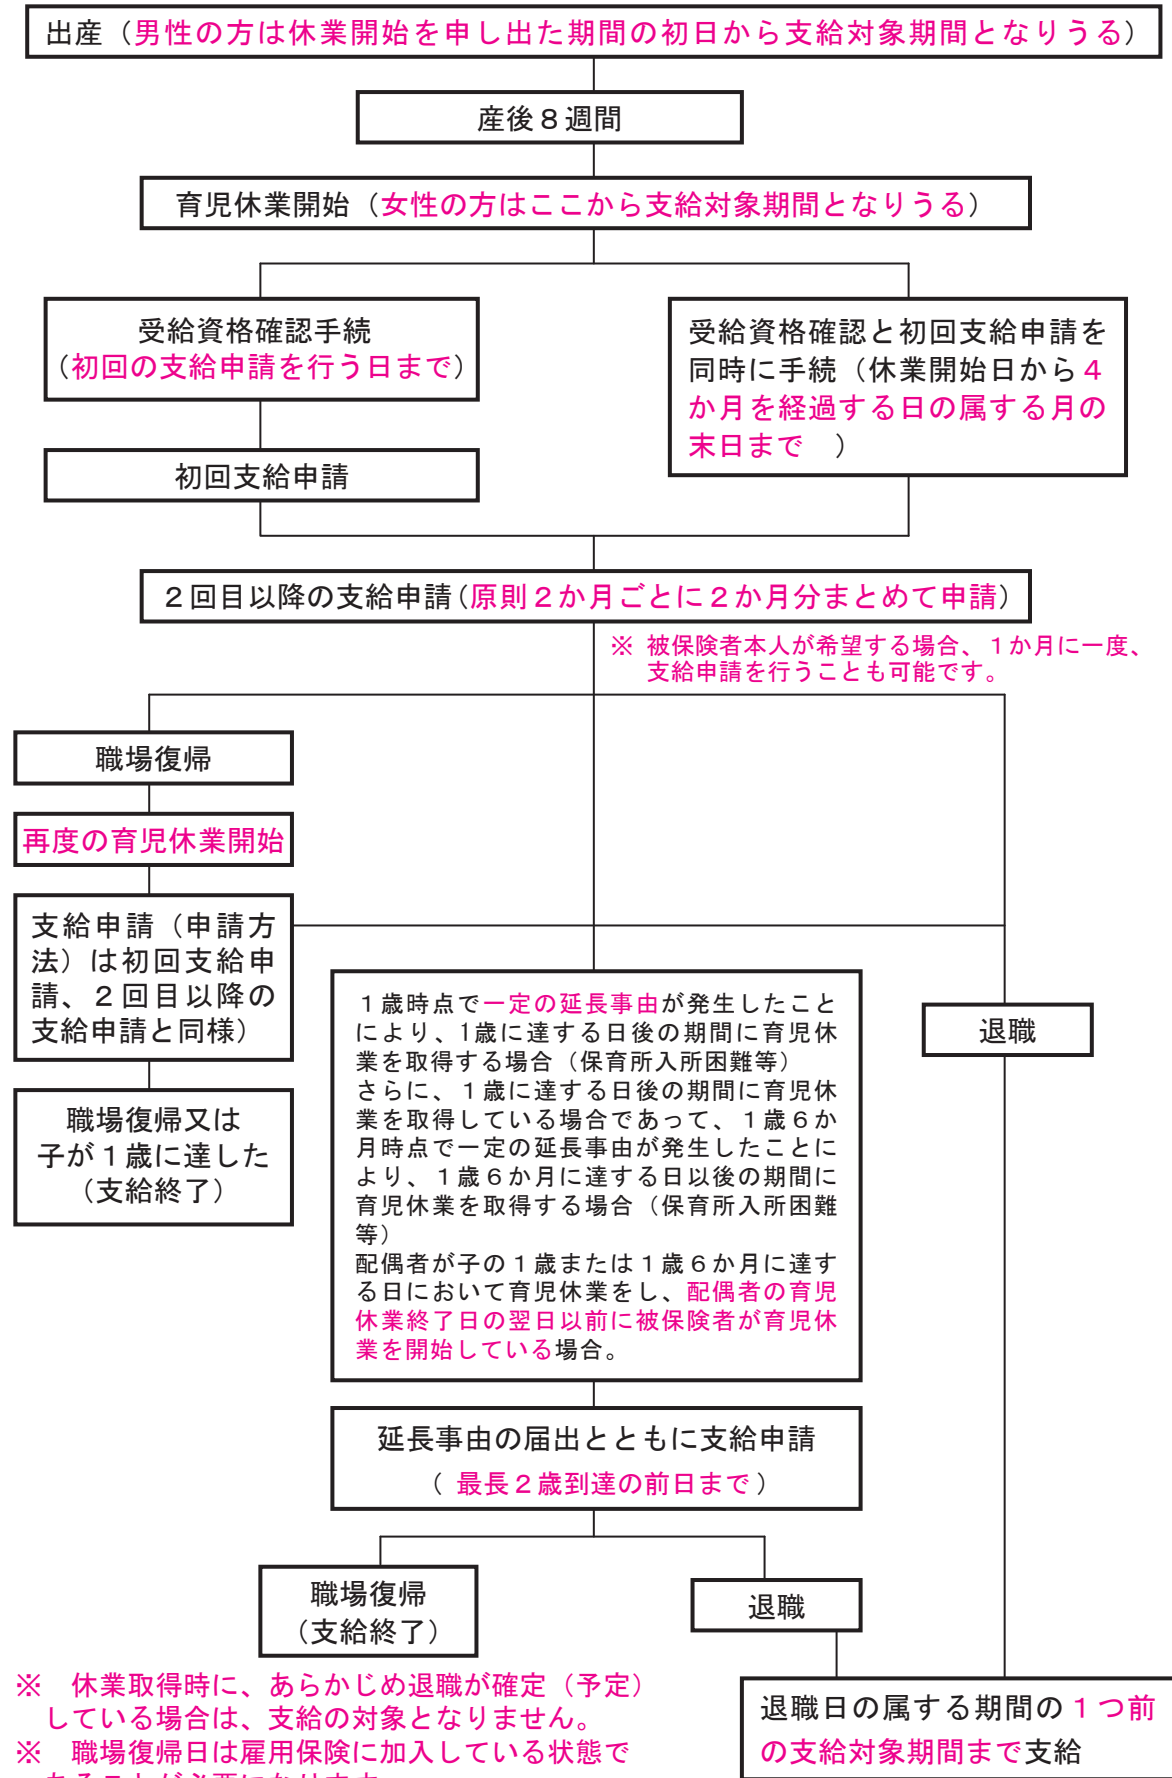 出産（男性の方は休業開始を申し出た期間の初日から支給対象期間となりうる）
産後８週間
育児休業開始（女性の方はここから支給対象期間となりうる）
受給資格確認手続
（初回の支給申請を行う日まで）
初回支給申請
受給資格確認と初回支給申請を
同時に手続（休業開始日から４
か月を経過する日の属する月の
末日まで　）
２回目以降の支給申請（原則２か月ごとに２か月分まとめて申請）
※ 被保険者本人が希望する場合、１か月に一度、
支給申請を行うことも可能です。
職場復帰
再度の育児休業開始
支給申請（申請方
法）は初回支給申
請、２回目以降の
支給申請と同様）
職場復帰又は
子が１歳に達した
（支給終了）
１歳時点で一定の延長事由が発生したこと
により、1歳に達する日後の期間に育児休
業を取得する場合（保育所入所困難等）
さらに、１歳に達する日後の期間に育児休
業を取得している場合であって、１歳６か
月時点で一定の延長事由が発生したことに
より、１歳６か月に達する日以後の期間に
育児休業を取得する場合（保育所入所困難
等）
配偶者が子の１歳または１歳６か月に達す
る日において育児休業をし、配偶者の育児
休業終了日の翌日以前に被保険者が育児休
業を開始している場合。
退職
延長事由の届出とともに支給申請
（ 最長２歳到達の前日まで ）
職場復帰
（支給終了）
退職
退職日の属する期間の１つ前
の支給対象期間まで支給
※　休業取得時に、あらかじめ退職が確定（予定）
している場合は、支給の対象となりません。
※　職場復帰日は雇用保険に加入している状態で